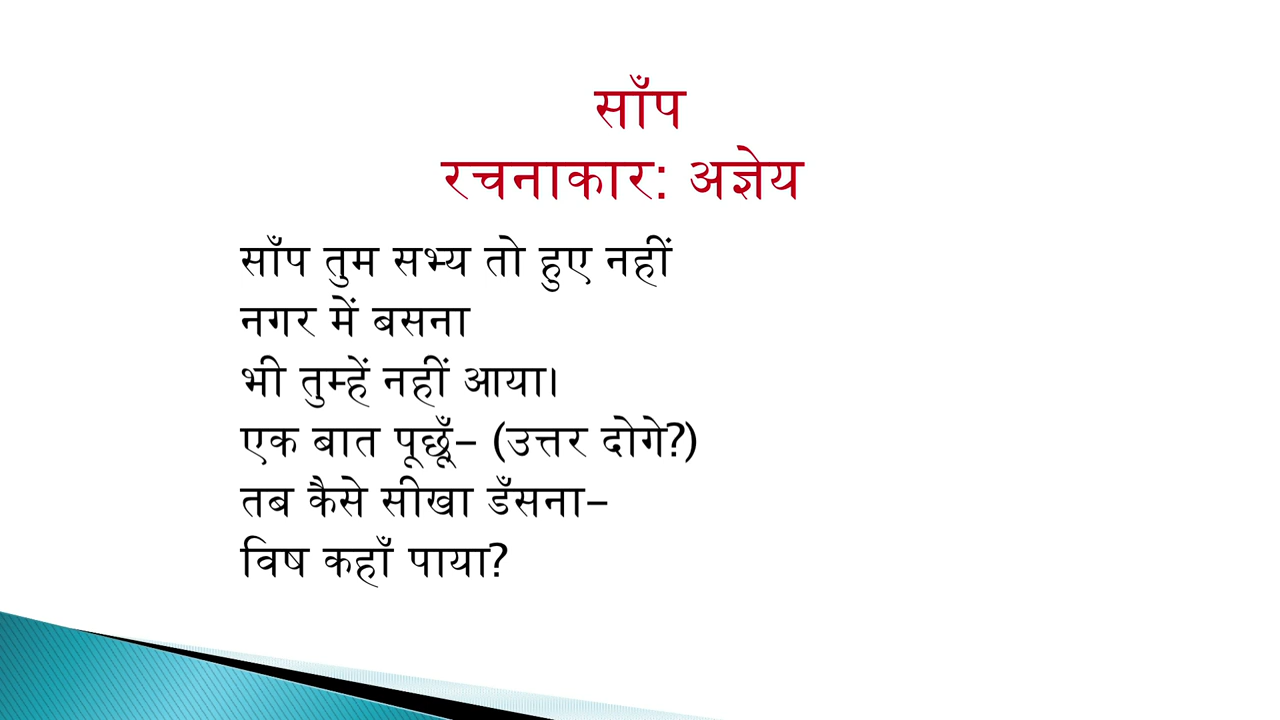 साँप
रचनाकार: अज्ञेय
साँप तुम सभ्य तो हुए नहीं
नगर में बसना
भी तुम्हें नहीं आया।
एक बात पूछूँ– (उत्तर दोगे?)
तब कैसे सीखा डँसना–
विष कहाँ पाया?